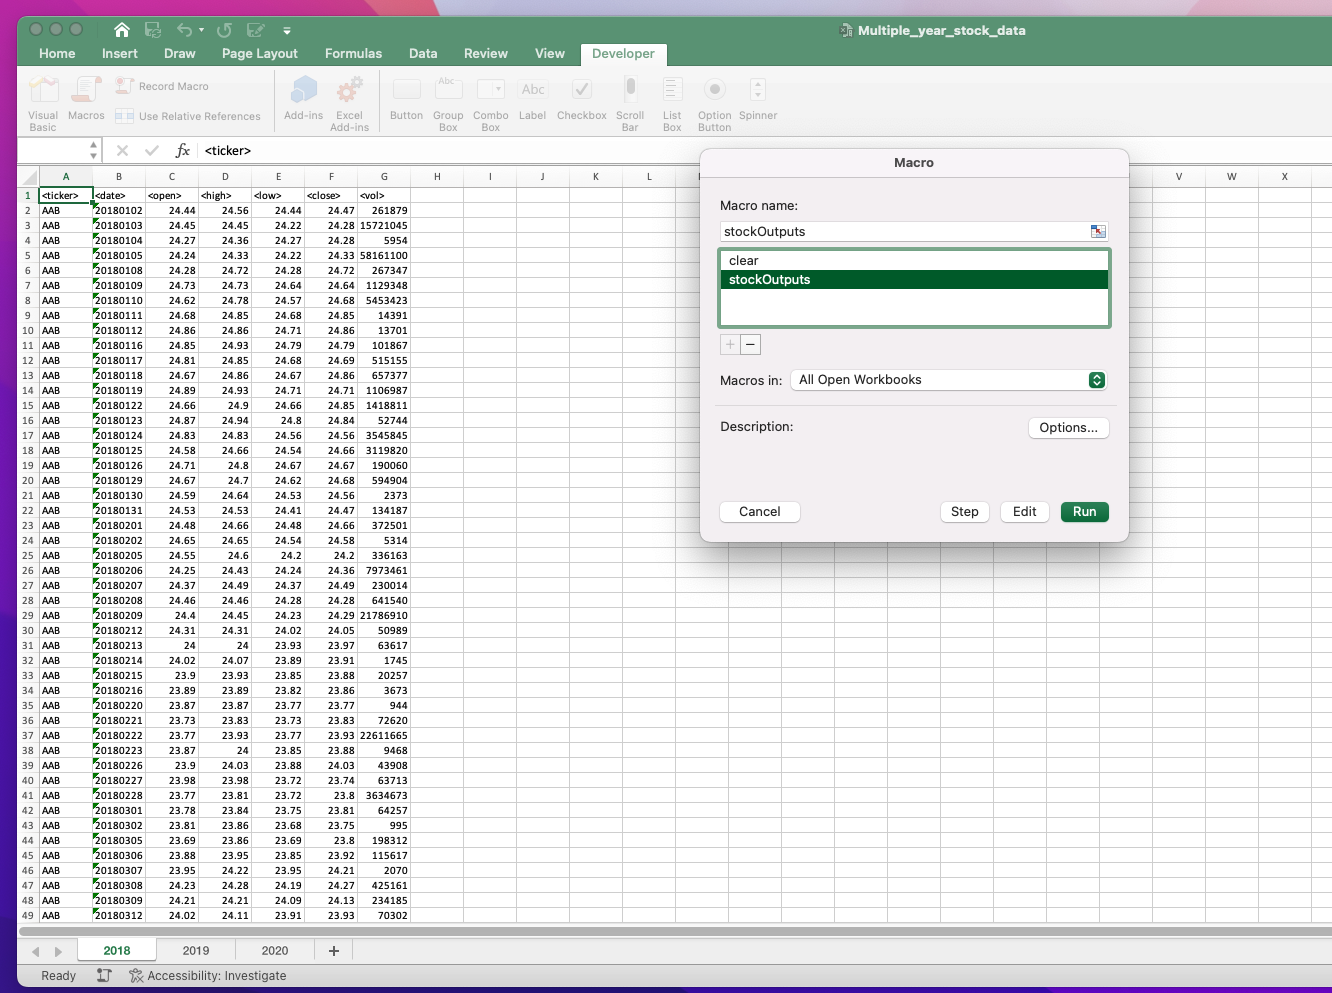 Multiple_year_stock_data
Home Insert Draw Page Layout Formulas Data Review View Developer
Visual Basic
Macros
Record Macro
Use Relative References
Add-ins
Excel Add-ins
Button
Group Box
Combo Box
Label
Checkbox
Scroll Bar
List Box
Option Button
Spinner
Abc
Abc
fx <ticker>
A B C D E F G H I J K L V W X
1 <ticker> <date> <open> <high> <low> <close> <vol>
2 AAB 20180102 24.44 24.56 24.44 24.47 261879
3 AAB 20180103 24.45 24.45 24.22 24.28 15721045
4 AAB 20180104 24.27 24.36 24.27 24.28 5954
5 AAB 20180105 24.24 24.33 24.22 24.33 58161100
6 AAB 20180108 24.28 24.72 24.28 24.72 267347
7 AAB 20180109 24.73 24.73 24.64 24.64 1129348
8 AAB 20180110 24.62 24.78 24.57 24.68 5453423
9 AAB 20180111 24.68 24.85 24.68 24.85 14391
10 AAB 20180112 24.86 24.86 24.71 24.86 13701
11 AAB 20180116 24.85 24.93 24.79 24.79 101867
12 AAB 20180117 24.81 24.85 24.68 24.69 515155
13 AAB 20180118 24.67 24.86 24.67 24.86 657377
14 AAB 20180119 24.89 24.93 24.71 24.71 1106987
15 AAB 20180122 24.66 24.9 24.66 24.85 1418811
16 AAB 20180123 24.87 24.94 24.8 24.84 52744
17 AAB 20180124 24.83 24.83 24.56 24.56 3545845
18 AAB 20180125 24.58 24.66 24.54 24.66 3119820
19 AAB 20180126 24.71 24.8 24.67 24.67 190060
20 AAB 20180129 24.67 24.7 24.62 24.68 594904
21 AAB 20180130 24.59 24.64 24.53 24.56 2373
22 AAB 20180131 24.53 24.53 24.41 24.47 134187
23 AAB 20180201 24.48 24.66 24.48 24.66 372501
24 AAB 20180202 24.65 24.65 24.54 24.58 5314
25 AAB 20180205 24.55 24.6 24.2 24.2 336163
26 AAB 20180206 24.25 24.43 24.24 24.36 7973461
27 AAB 20180207 24.37 24.49 24.37 24.49 230014
28 AAB 20180208 24.46 24.46 24.28 24.28 641540
29 AAB 20180209 24.4 24.45 24.23 24.29 21786910
30 AAB 20180212 24.31 24.31 24.02 24.05 50989
31 AAB 20180213 24 24 23.93 23.97 63617
32 AAB 20180214 24.02 24.07 23.89 23.91 1745
33 AAB 20180215 23.9 23.93 23.85 23.88 20257
34 AAB 20180216 23.89 23.89 23.82 23.86 3673
35 AAB 20180220 23.87 23.87 23.77 23.77 944
36 AAB 20180221 23.73 23.83 23.73 23.83 72620
37 AAB 20180222 23.77 23.93 23.77 23.93 22611665
38 AAB 20180223 23.87 24 23.85 23.88 9468
39 AAB 20180226 23.9 24.03 23.88 24.03 43908
40 AAB 20180227 23.98 23.98 23.72 23.74 63713
41 AAB 20180228 23.77 23.81 23.72 23.8 3634673
42 AAB 20180301 23.78 23.84 23.75 23.81 64257
43 AAB 20180302 23.81 23.86 23.68 23.75 995
44 AAB 20180305 23.69 23.86 23.69 23.8 198312
45 AAB 20180306 23.88 23.95 23.85 23.92 115617
46 AAB 20180307 23.95 24.22 23.95 24.21 2070
47 AAB 20180308 24.23 24.28 24.19 24.27 425161
48 AAB 20180309 24.21 24.21 24.09 24.13 234185
49 AAB 20180312 24.02 24.11 23.91 23.93 70302
Macro
Macro name:
stockOutputs
clear
stockOutputs
+ −
Macros in: All Open Workbooks
Description:
Options...
Cancel Step Edit Run
2018 2019 2020 +
Ready Accessibility: Investigate